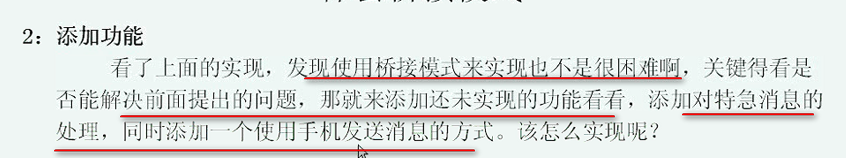 2：添加功能
看了上面的实现，发现使用桥接模式来实现也不是很困难啊，关键得看是
否能解决前面提出的问题，那就来添加还未实现的功能看看，添加对特急消息的
处理，同时添加一个使用手机发送消息的方式。该怎么实现呢？